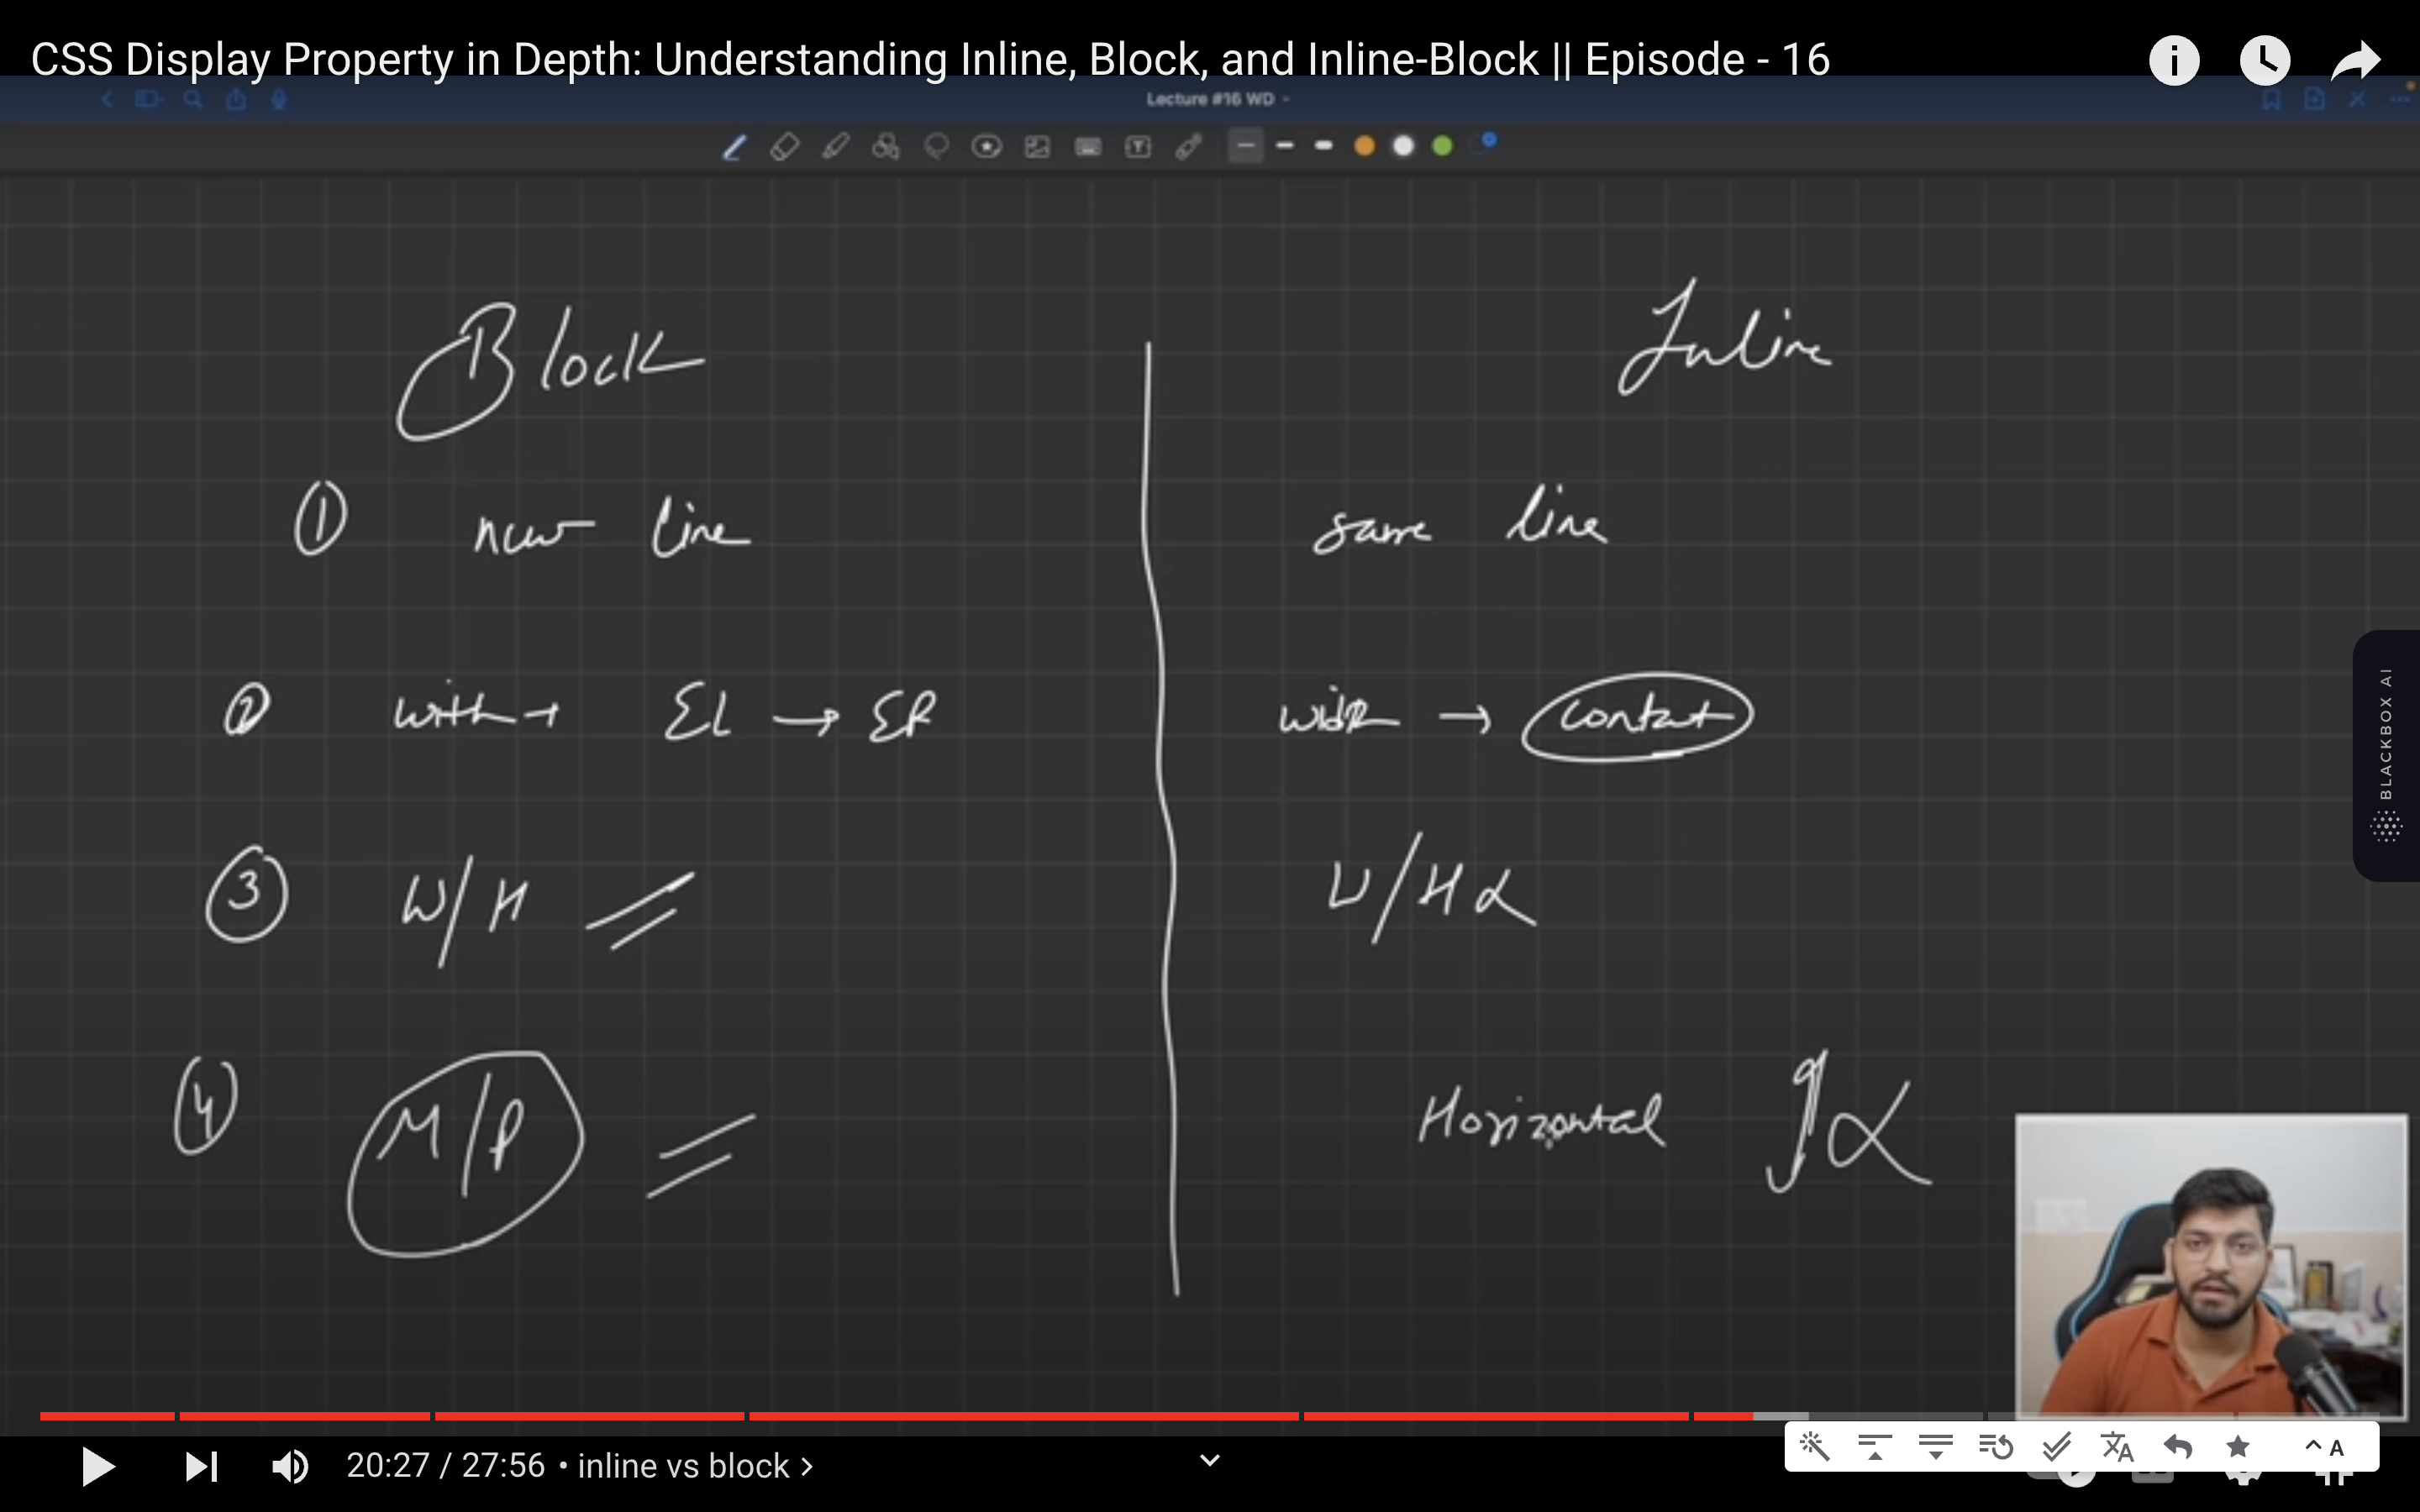 CSS Display Property in Depth: Understanding Inline, Block, and Inline-Block || Episode - 16
Lecture #16 WD
Block
Inline
① new line
same line
② with → EL → ER
width → content
③ W/H
W/H
④ M/P
Horizontal
BLACKBOX AI
20:27 / 27:56 • inline vs block >
A